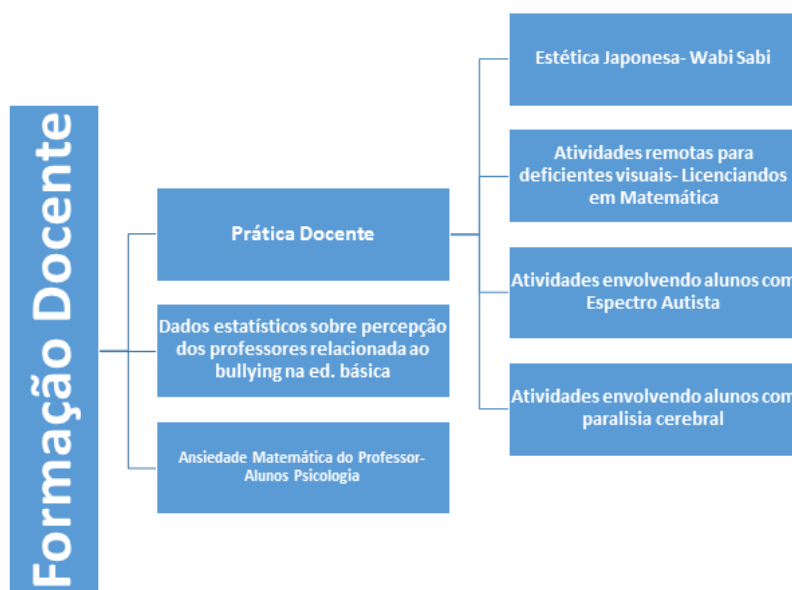 Formação Docente
Prática Docente
Dados estatísticos sobre percepção
dos professores relacionada ao
bullying na ed. básica
Ansiedade Matemática do Professor-
Alunos Psicologia
Estética Japonesa- Wabi Sabi
Atividades remotas para
deficientes visuais- Licenciandos
em Matemática
Atividades envolvendo alunos com
Espectro Autista
Atividades envolvendo alunos com
paralisia cerebral